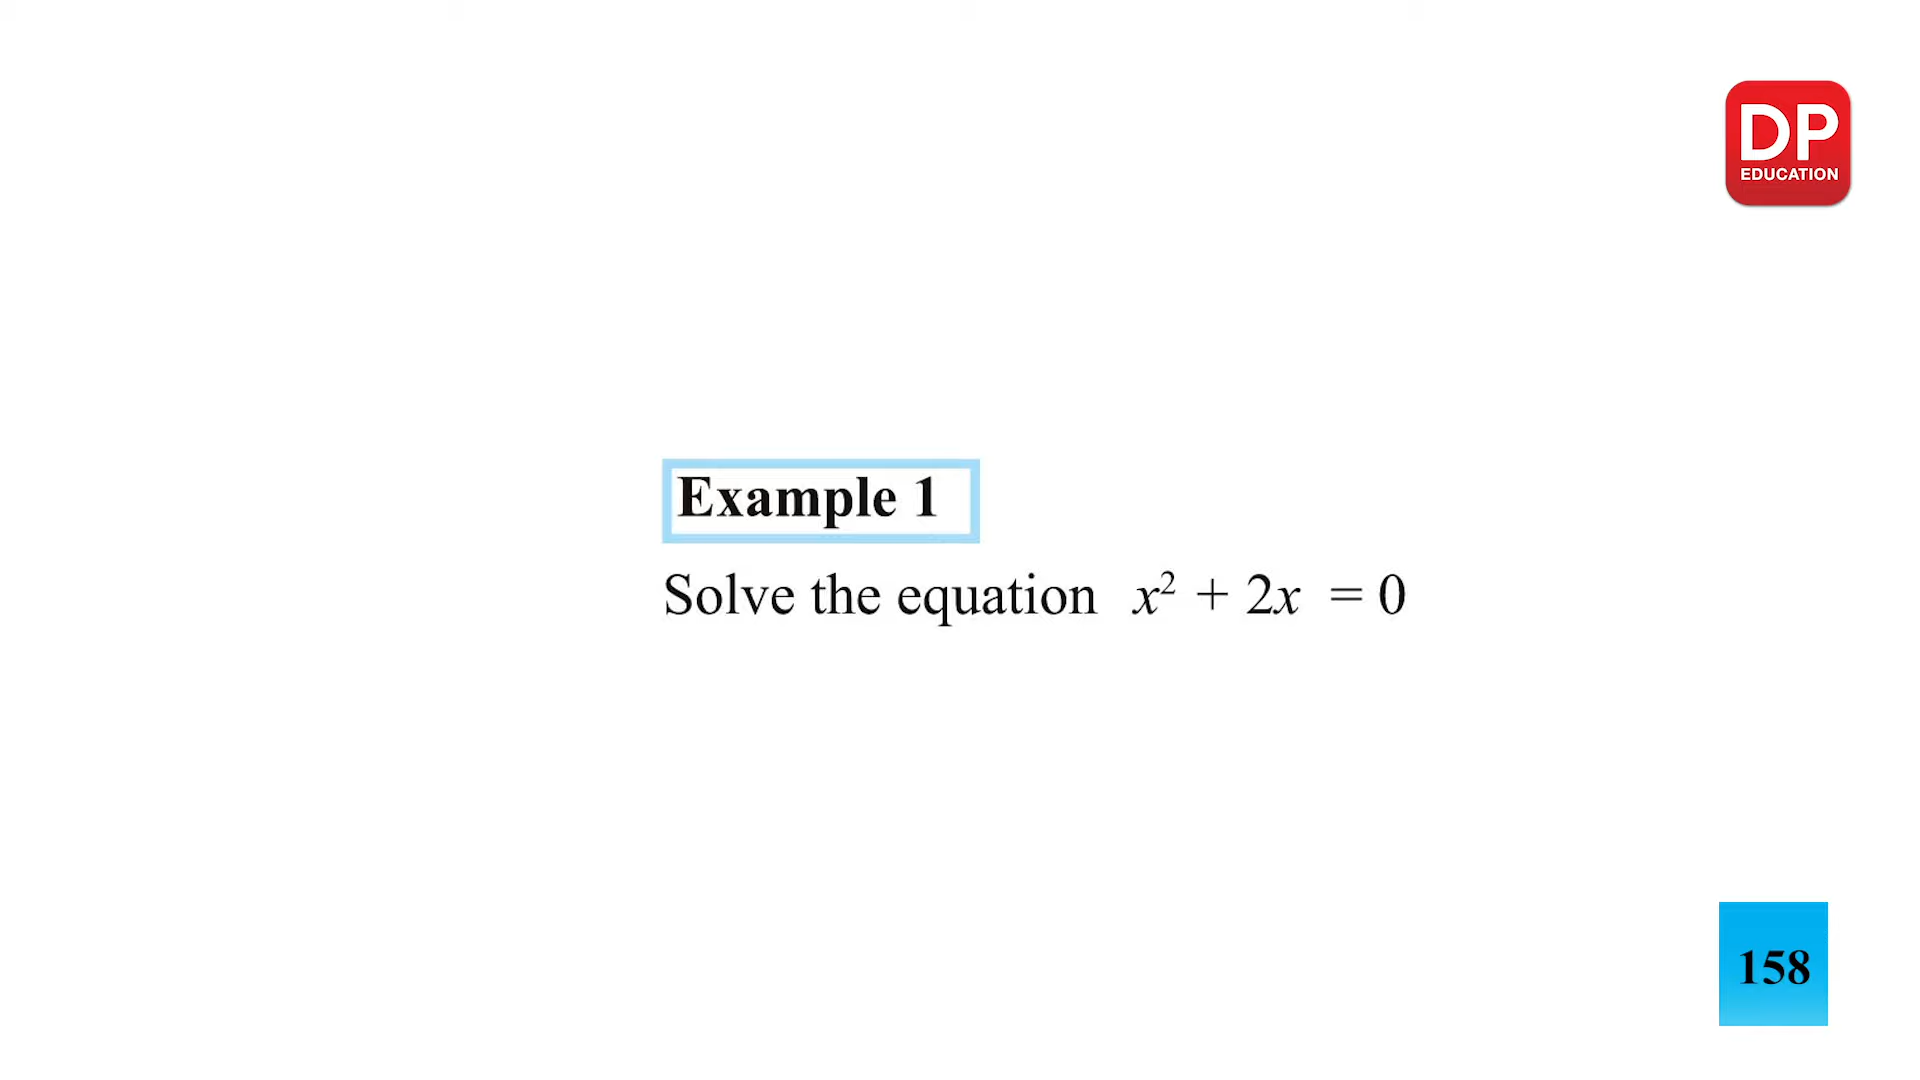 DP
EDUCATION
Example 1
Solve the equation x² + 2x = 0
158